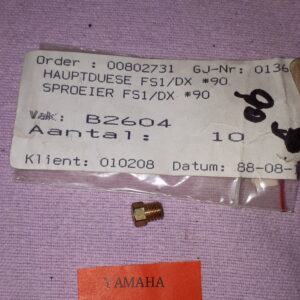 Order : 00802731 GJ-Nr: 0136
HAUPTDUESE FS1/DX *90
SPROEIER FS1/DX *90
Vak: B2604
Aantal: 10
Klient: 010208 Datum: 88-08-
YAMAHA